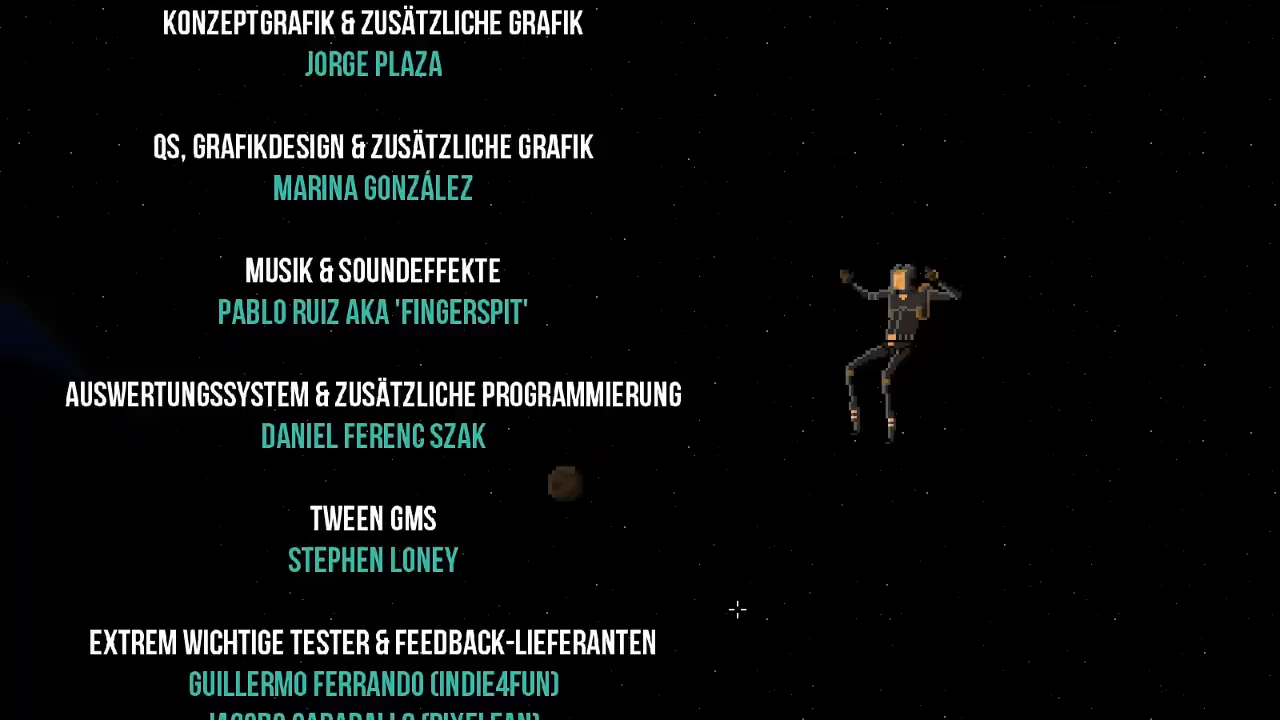 KONZEPTGRAFIK & ZUSÄTZLICHE GRAFIK
JORGE PLAZA
QS, GRAFIKDESIGN & ZUSÄTZLICHE GRAFIK
MARINA GONZÁLEZ
MUSIK & SOUNDEFFEKTE
PABLO RUIZ AKA 'FINGERSPIT'
AUSWERTUNGSSYSTEM & ZUSÄTZLICHE PROGRAMMIERUNG
DANIEL FERENC SZAK
TWEEN GMS
STEPHEN LONEY
EXTREM WICHTIGE TESTER & FEEDBACK-LIEFERANTEN
GUILLERMO FERRANDO (INDIE4FUN)